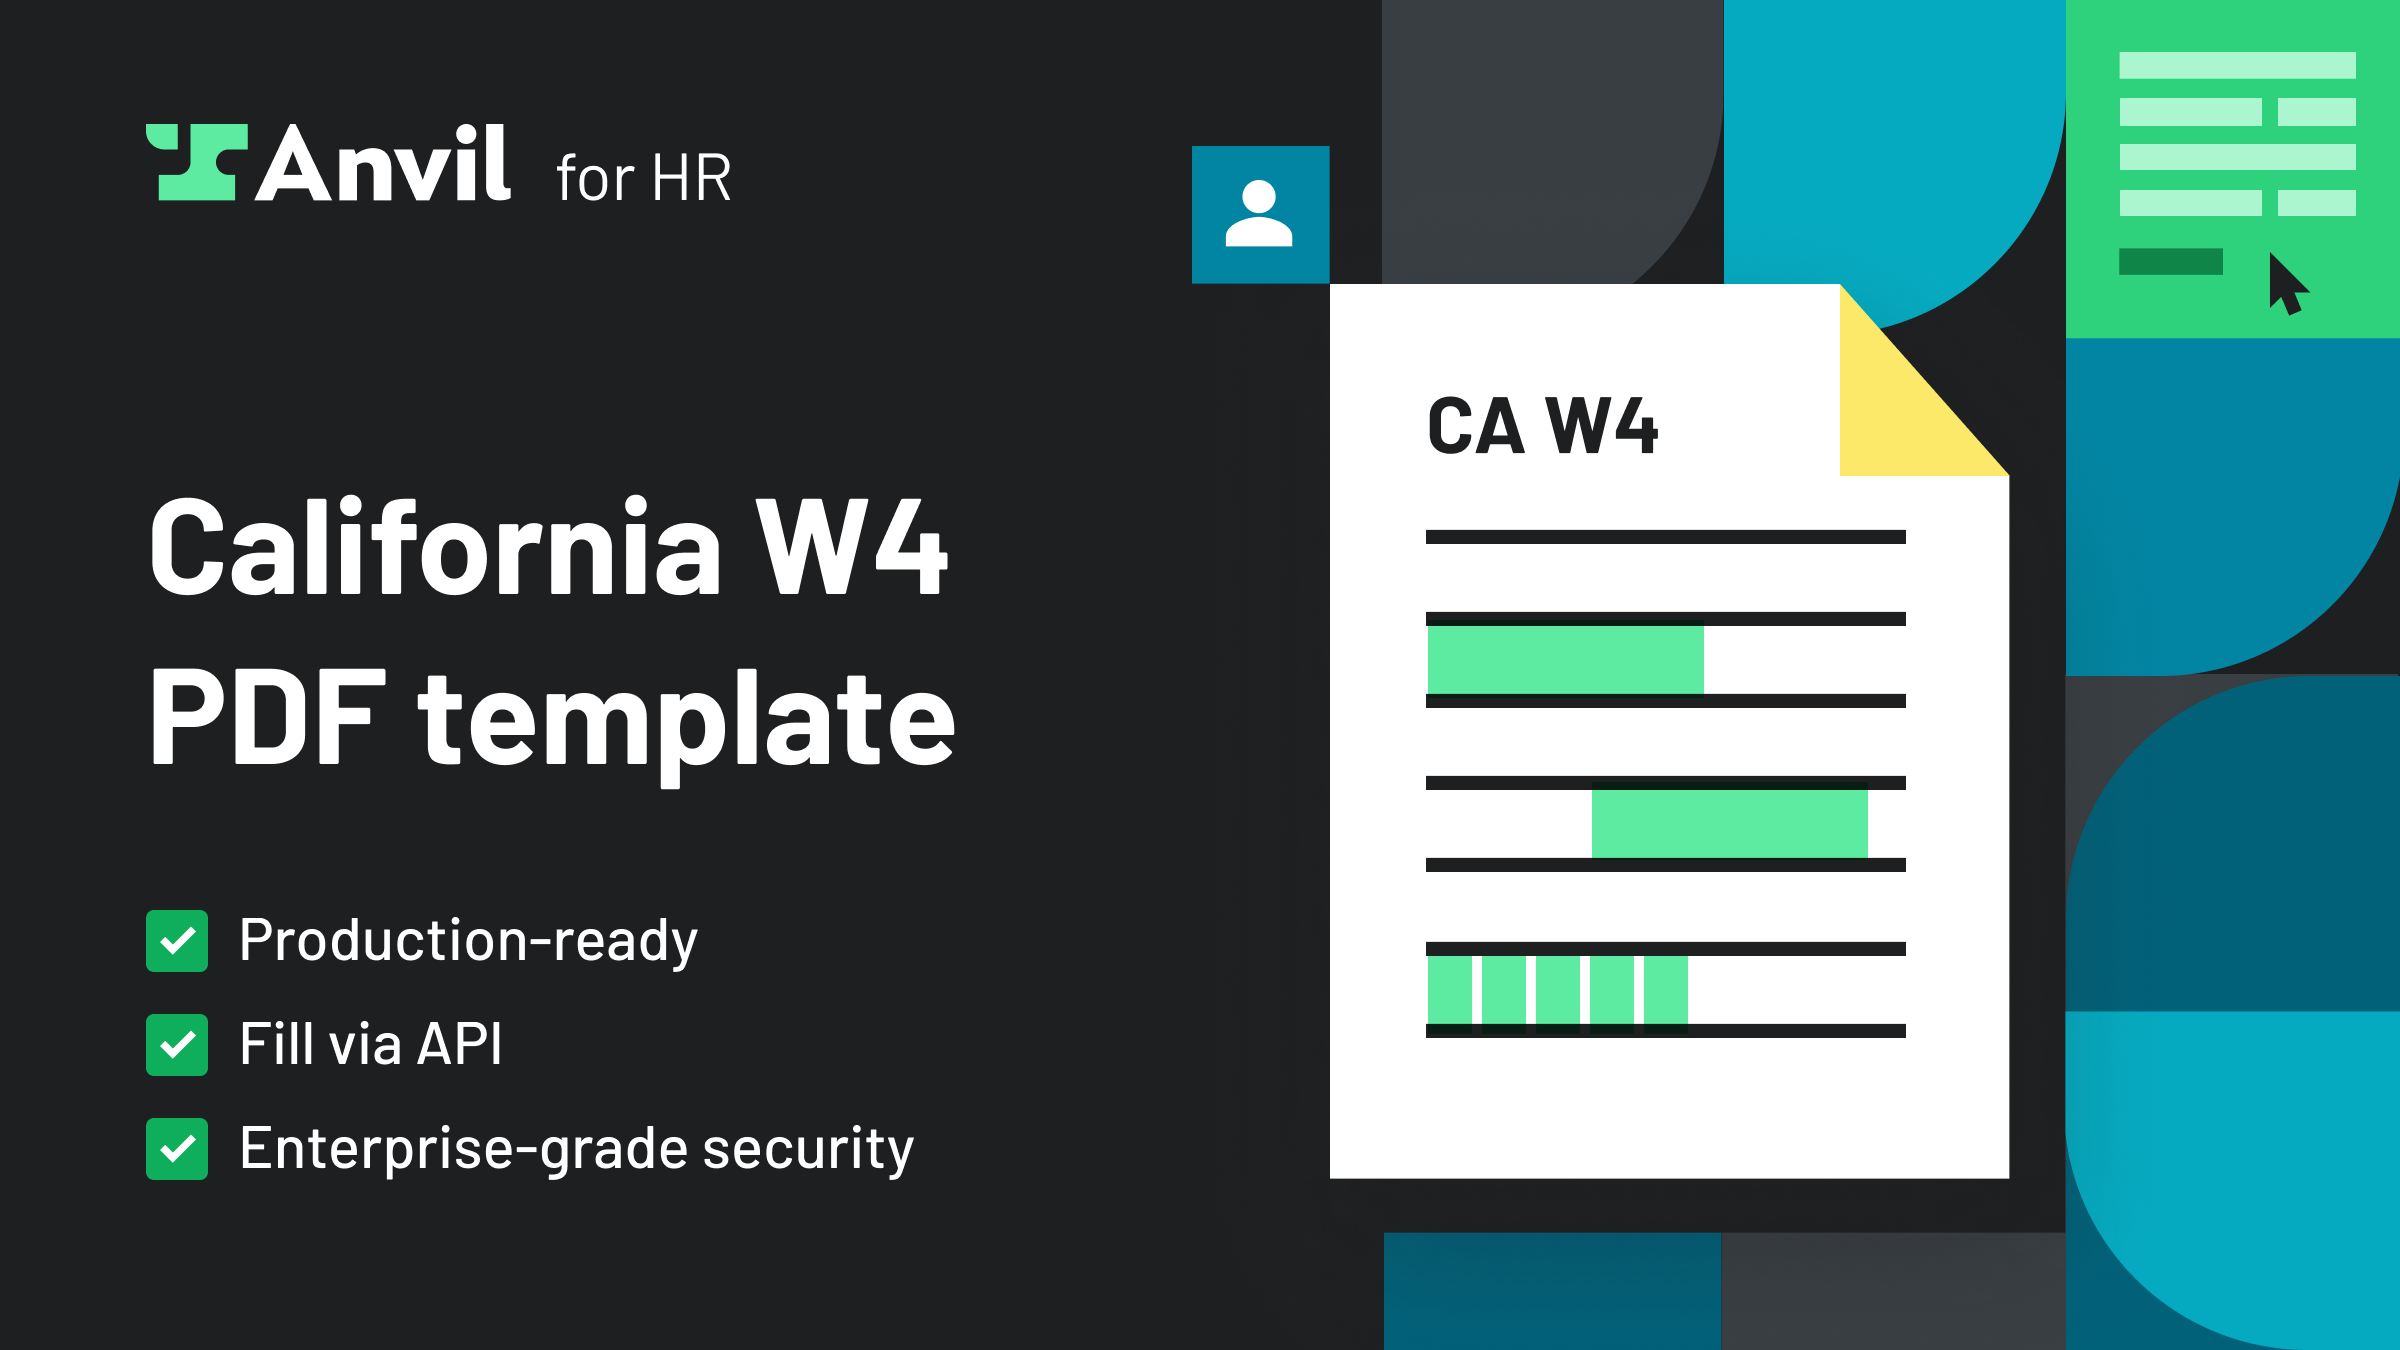 Anvil for HR
California W4
PDF template
Production-ready
Fill via API
Enterprise-grade security
CA W4